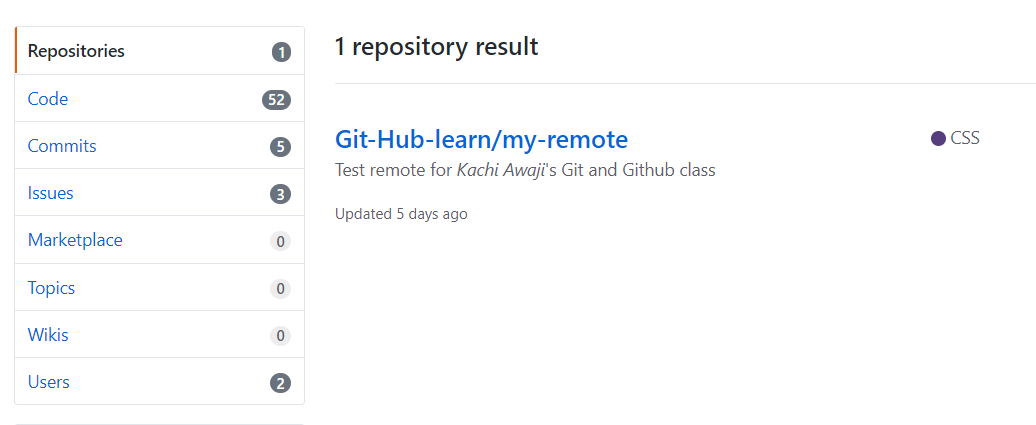 Repositories 1
Code 52
Commits 5
Issues 3
Marketplace 0
Topics 0
Wikis 0
Users 2
1 repository result
Git-Hub-learn/my-remote
CSS
Test remote for Kachi Awaji's Git and Github class
Updated 5 days ago